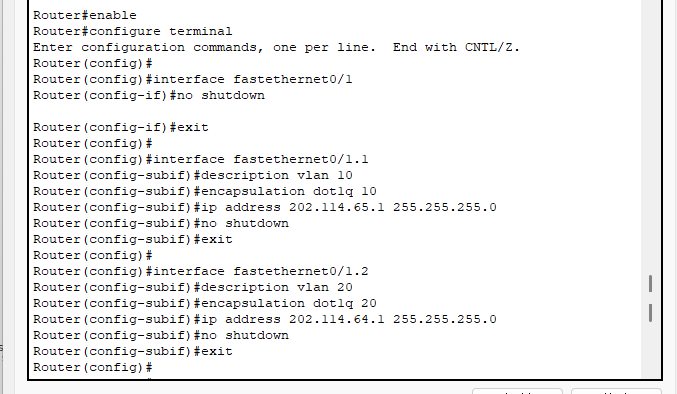 Router#enable
Router#configure terminal
Enter configuration commands, one per line.  End with CNTL/Z.
Router(config)#
Router(config)#interface fastethernet0/1
Router(config-if)#no shutdown
Router(config-if)#exit
Router(config)#
Router(config)#interface fastethernet0/1.1
Router(config-subif)#description vlan 10
Router(config-subif)#encapsulation dot1q 10
Router(config-subif)#ip address 202.114.65.1 255.255.255.0
Router(config-subif)#no shutdown
Router(config-subif)#exit
Router(config)#
Router(config)#interface fastethernet0/1.2
Router(config-subif)#description vlan 20
Router(config-subif)#encapsulation dot1q 20
Router(config-subif)#ip address 202.114.64.1 255.255.255.0
Router(config-subif)#no shutdown
Router(config-subif)#exit
Router(config)#